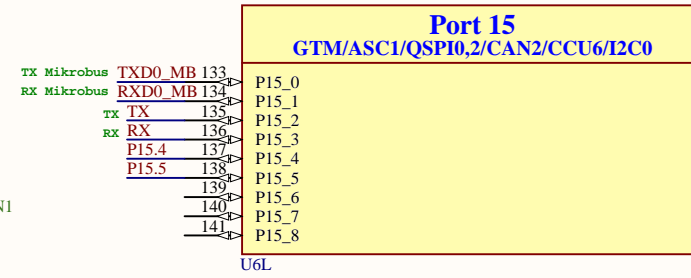 Port 15
GTM/ASC1/QSPI0,2/CAN2/CCU6/I2C0
TX Mikrobus TXD0_MB 133 P15_0
RX Mikrobus RXD0_MB 134 P15_1
TX TX 135 P15_2
RX RX 136 P15_3
P15.4 137 P15_4
P15.5 138 P15_5
139 P15_6
N1 140 P15_7
141 P15_8
U6L